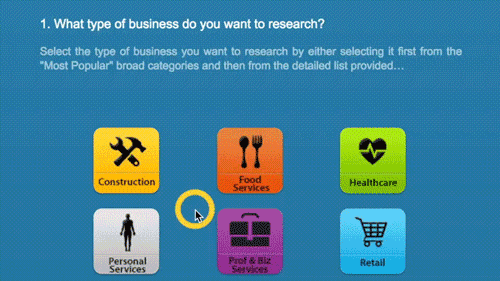 1. What type of business do you want to research?
Select the type of business you want to research by either selecting it first from the
"Most Popular" broad categories and then from the detailed list provided…
Construction
Food
Services
Healthcare
Personal
Services
Prof & Biz
Services
Retail